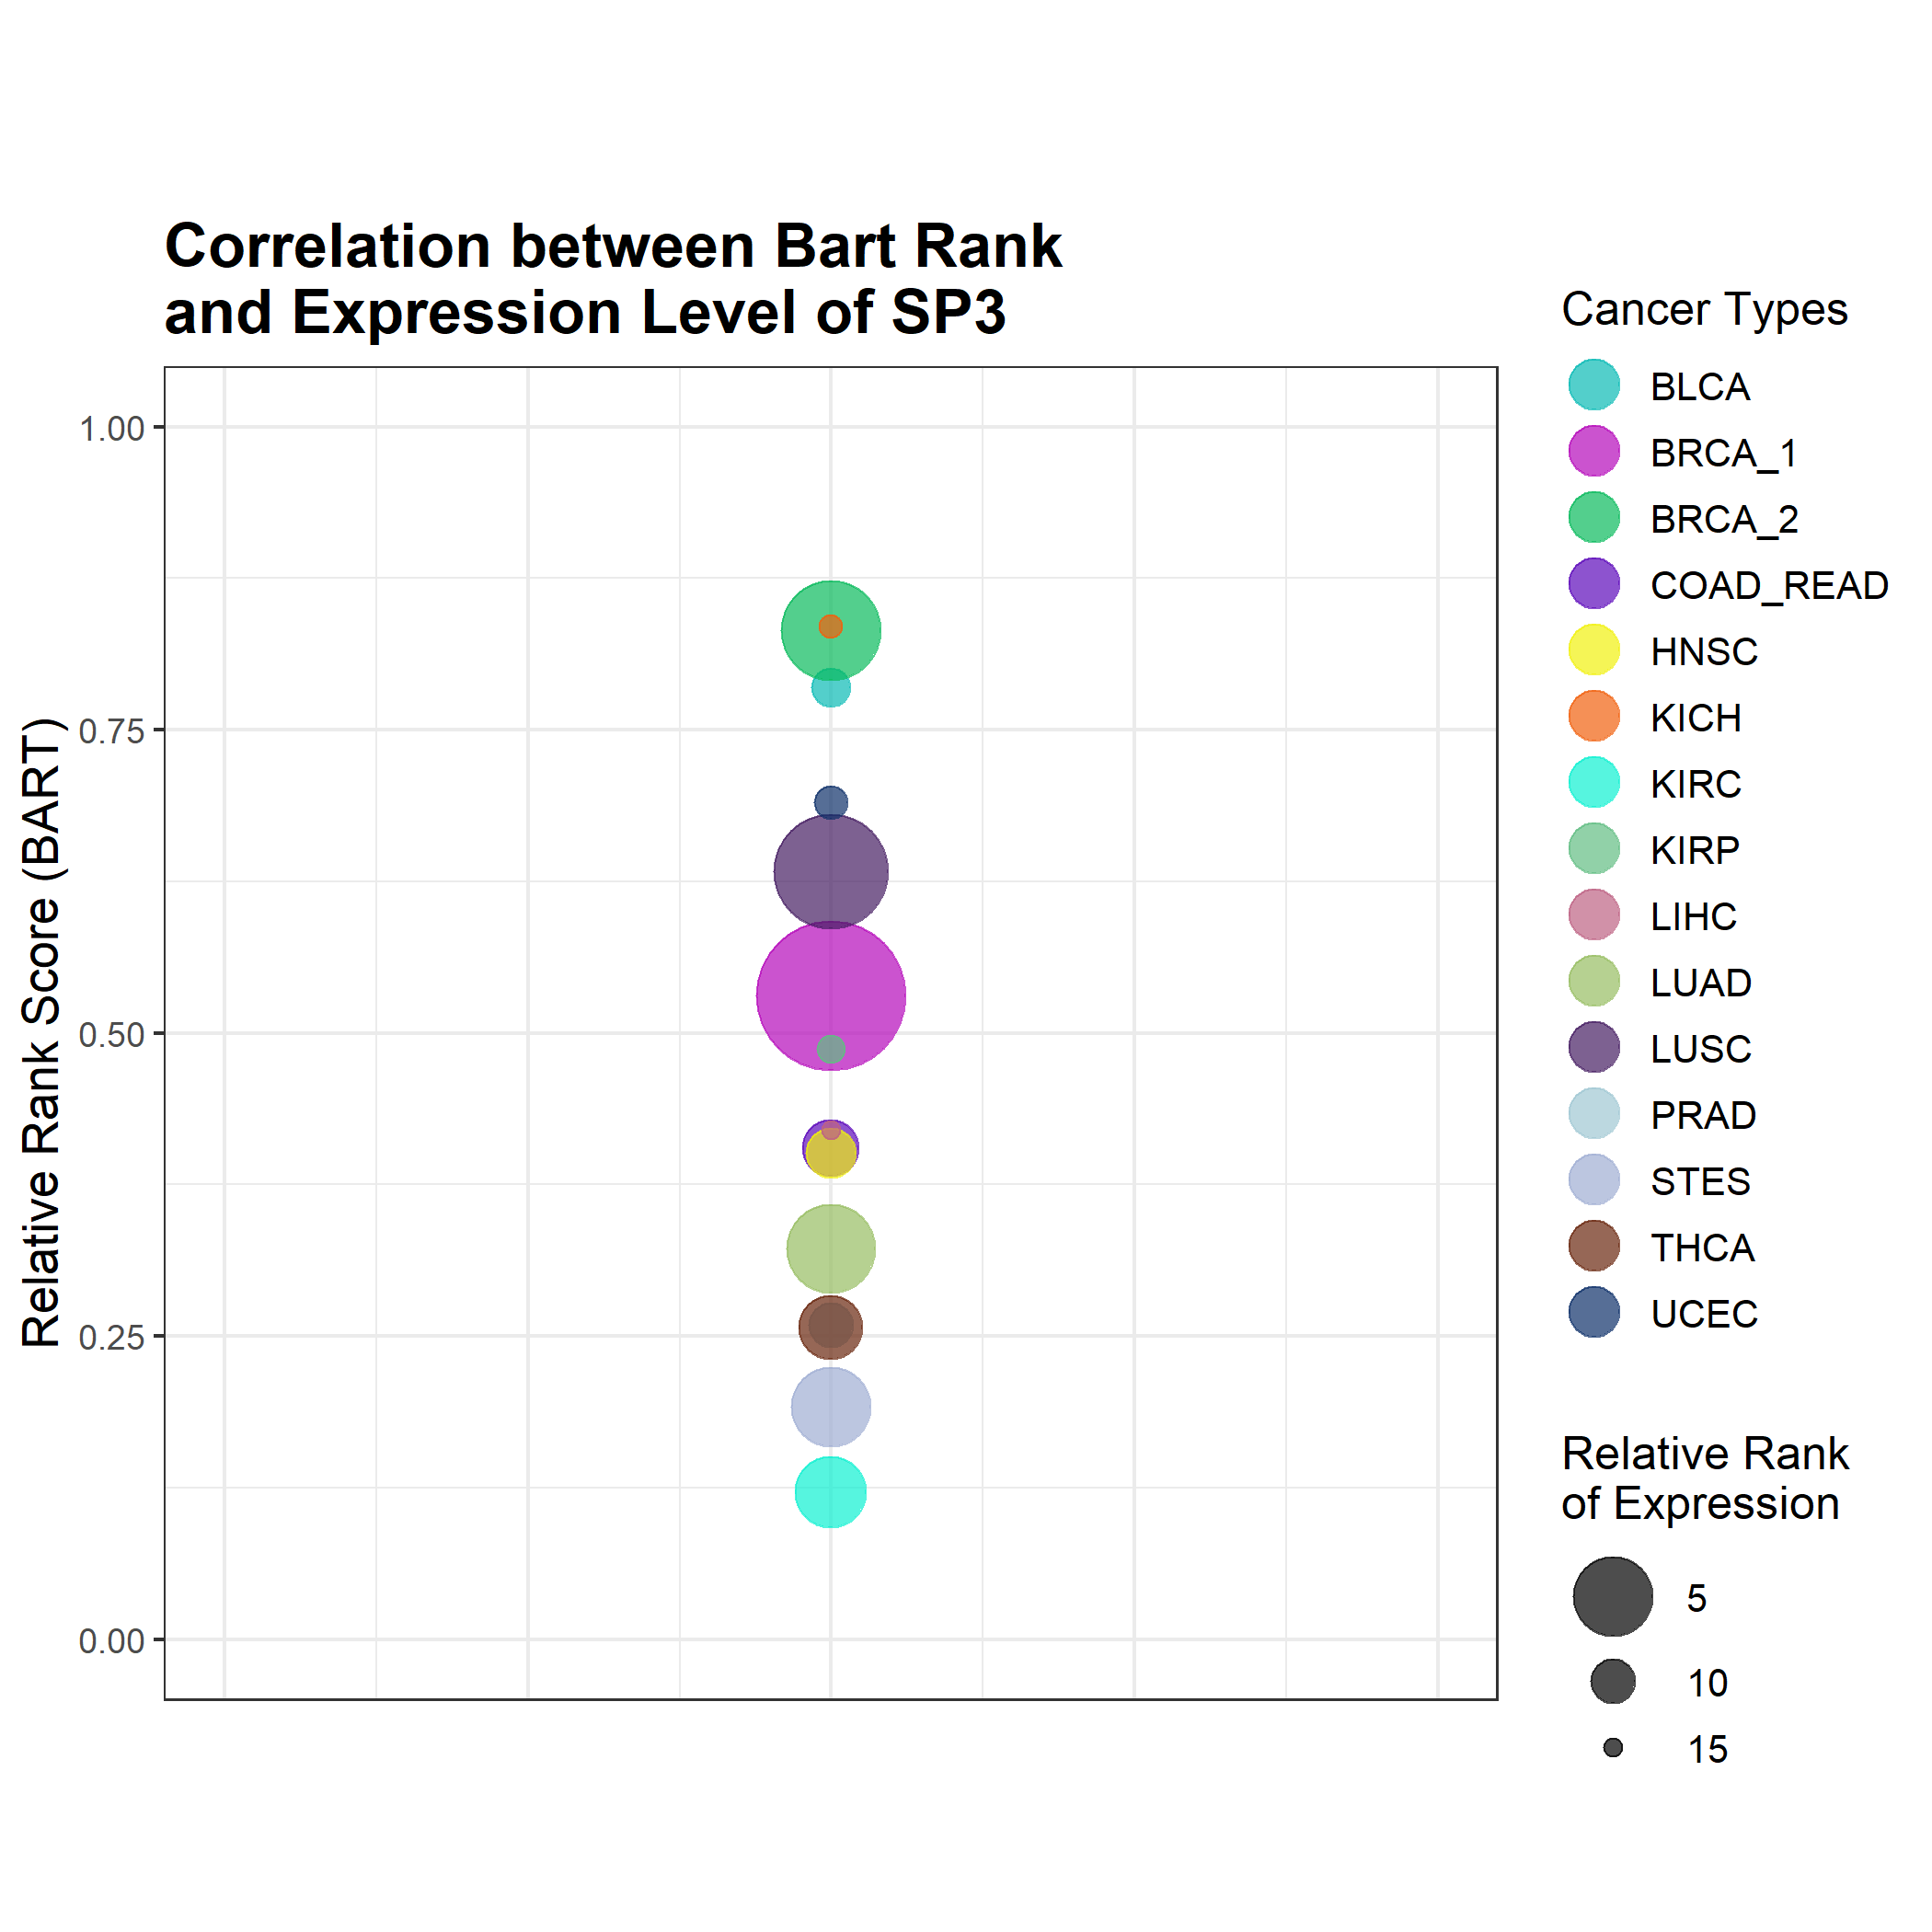 Correlation between Bart Rank
and Expression Level of SP3
Relative Rank Score (BART)
1.00
0.75
0.50
0.25
0.00
Cancer Types
BLCA
BRCA_1
BRCA_2
COAD_READ
HNSC
KICH
KIRC
KIRP
LIHC
LUAD
LUSC
PRAD
STES
THCA
UCEC
Relative Rank
of Expression
5
10
15